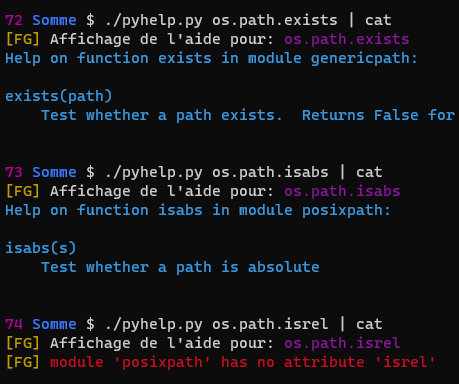 72 Somme $ ./pyhelp.py os.path.exists | cat
[FG] Affichage de l'aide pour: os.path.exists
Help on function exists in module genericpath:
exists(path)
Test whether a path exists.  Returns False for
73 Somme $ ./pyhelp.py os.path.isabs | cat
[FG] Affichage de l'aide pour: os.path.isabs
Help on function isabs in module posixpath:
isabs(s)
Test whether a path is absolute
74 Somme $ ./pyhelp.py os.path.isrel | cat
[FG] Affichage de l'aide pour: os.path.isrel
[FG] module 'posixpath' has no attribute 'isrel'